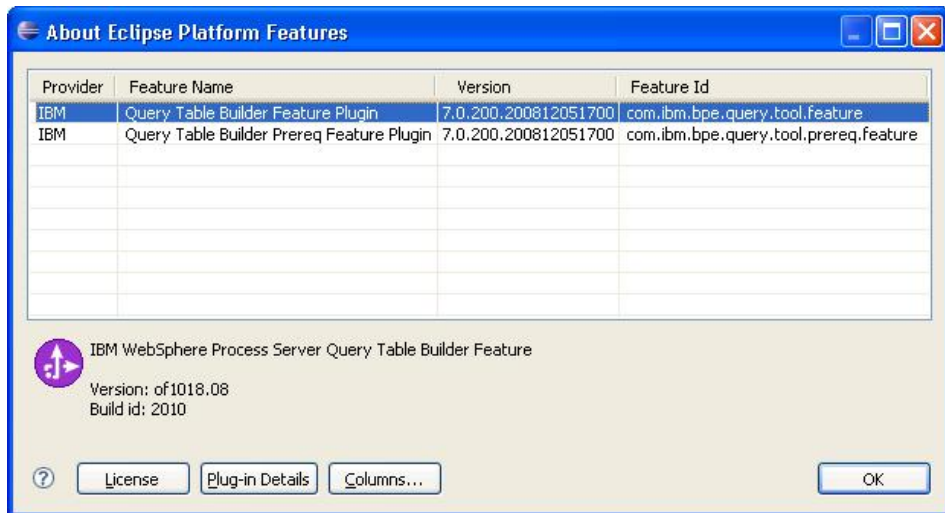 About Eclipse Platform Features
Provider Feature Name Version Feature Id
IBM Query Table Builder Feature Plugin 7.0.200.200812051700 com.ibm.bpe.query.tool.feature
IBM Query Table Builder Prereq Feature Plugin 7.0.200.200812051700 com.ibm.bpe.query.tool.prereq.feature
IBM WebSphere Process Server Query Table Builder Feature
Version: of1018.08
Build id: 2010
? License Plug-in Details Columns... OK